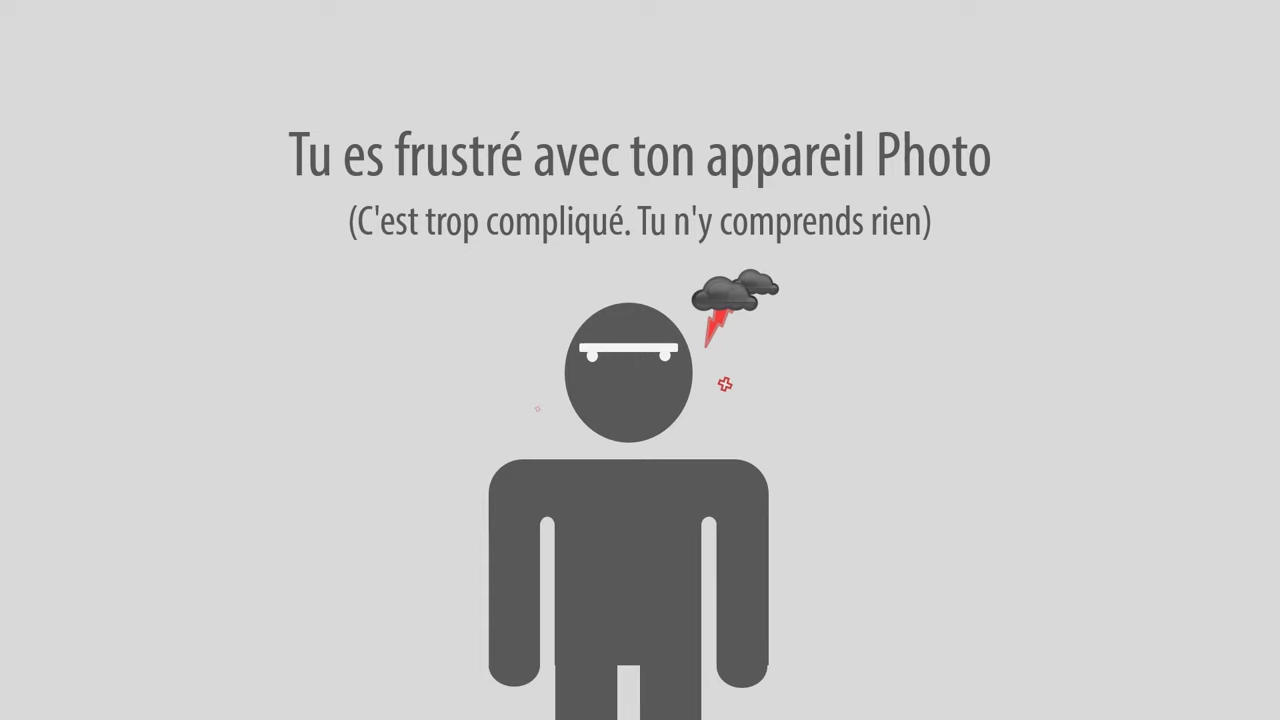 Tu es frustré avec ton appareil Photo
(C'est trop compliqué. Tu n'y comprends rien)